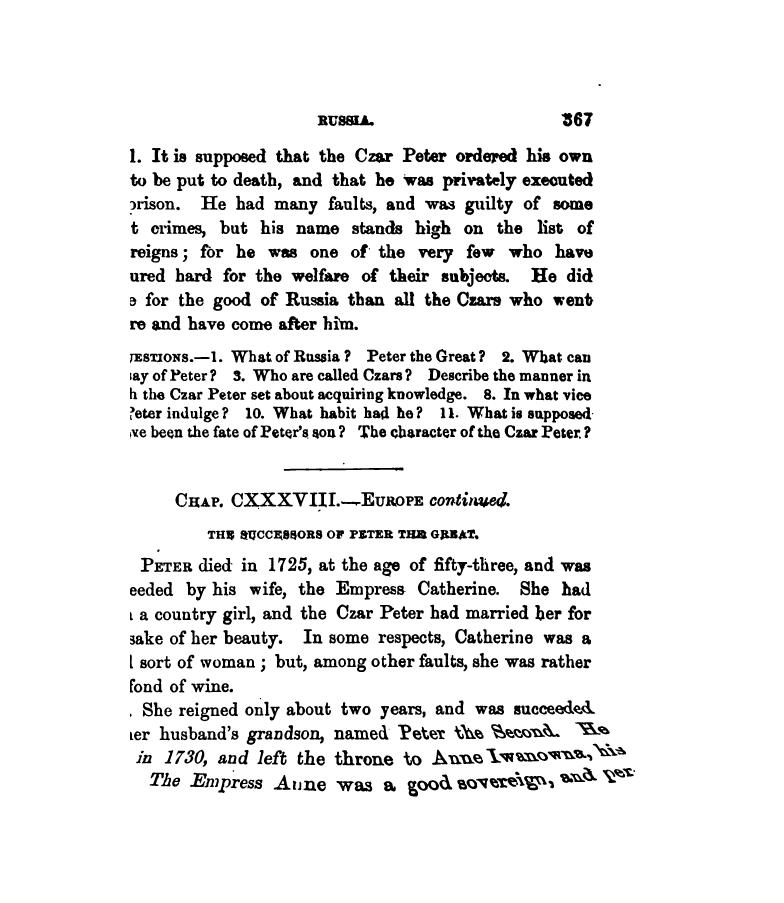 RUSSIA. 367
1. It is supposed that the Czar Peter ordered his own
to be put to death, and that he was privately executed
rison. He had many faults, and was guilty of some
t crimes, but his name stands high on the list of
reigns; for he was one of the very few who have
ured hard for the welfare of their subjects. He did
e for the good of Russia than all the Czars who went
re and have come after him.
ESTIONS.—1. What of Russia? Peter the Great? 2. What can
say of Peter? 3. Who are called Czars? Describe the manner in
h the Czar Peter set about acquiring knowledge. 8. In what vice
Peter indulge? 10. What habit had he? 11. What is supposed
ve been the fate of Peter's son? The character of the Czar Peter?
CHAP. CXXXVIII.—EUROPE continued.
THE SUCCESSORS OF PETER THE GREAT.
PETER died in 1725, at the age of fifty-three, and was
eeded by his wife, the Empress Catherine. She had
a country girl, and the Czar Peter had married her for
sake of her beauty. In some respects, Catherine was a
l sort of woman; but, among other faults, she was rather
fond of wine.
. She reigned only about two years, and was succeeded
er husband's grandson, named Peter the Second. He
in 1730, and left the throne to Anne Iwanowna, his
The Empress Anne was a good sovereign, and per-